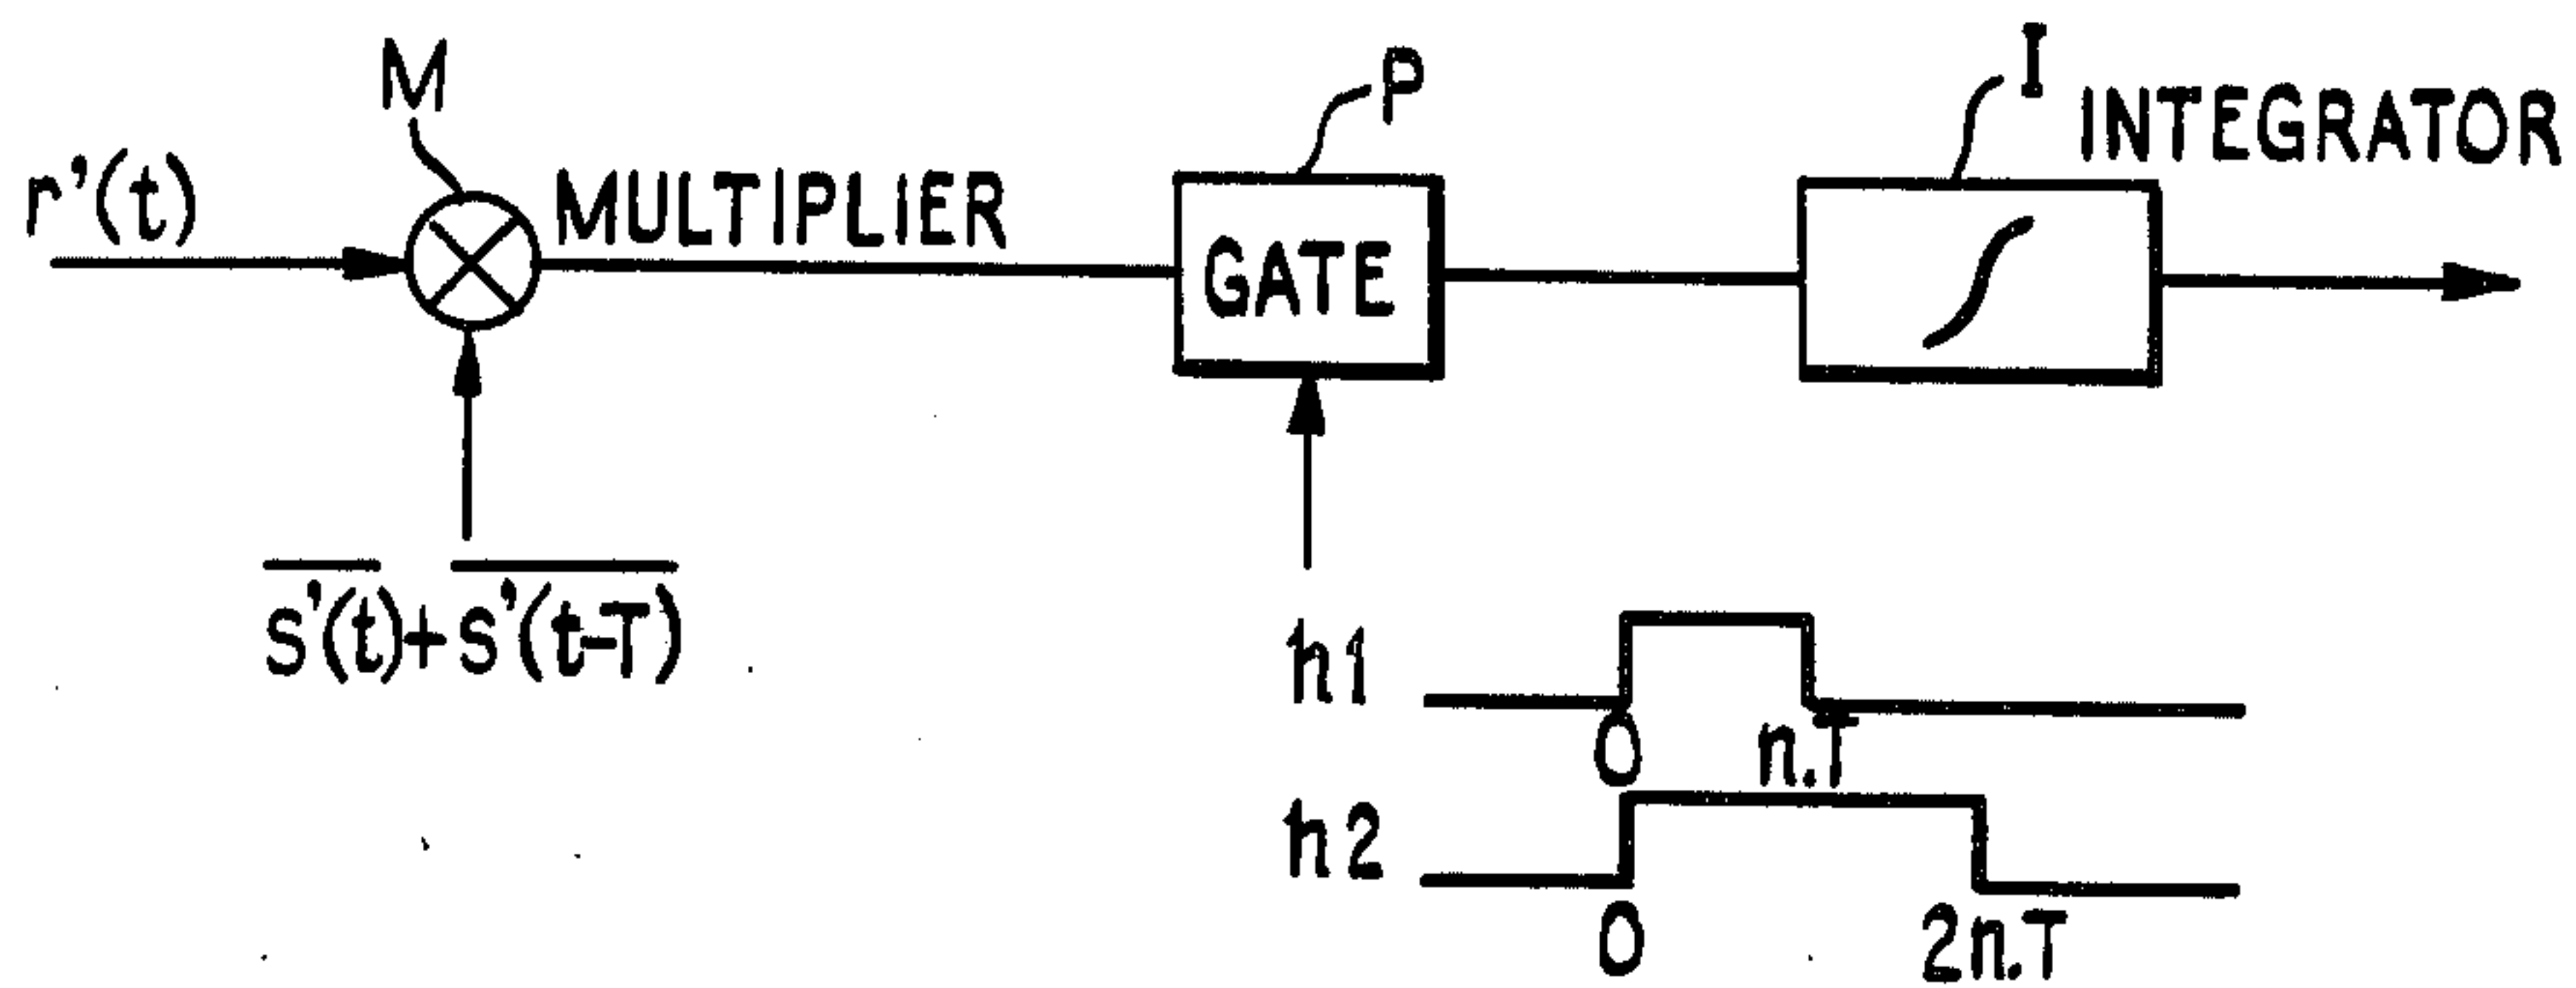 M
P
I
INTEGRATOR
r'(t)
MULTIPLIER
GATE
s'(t)+s'(t-T)
h1
0
n.T
h2
0
2n.T